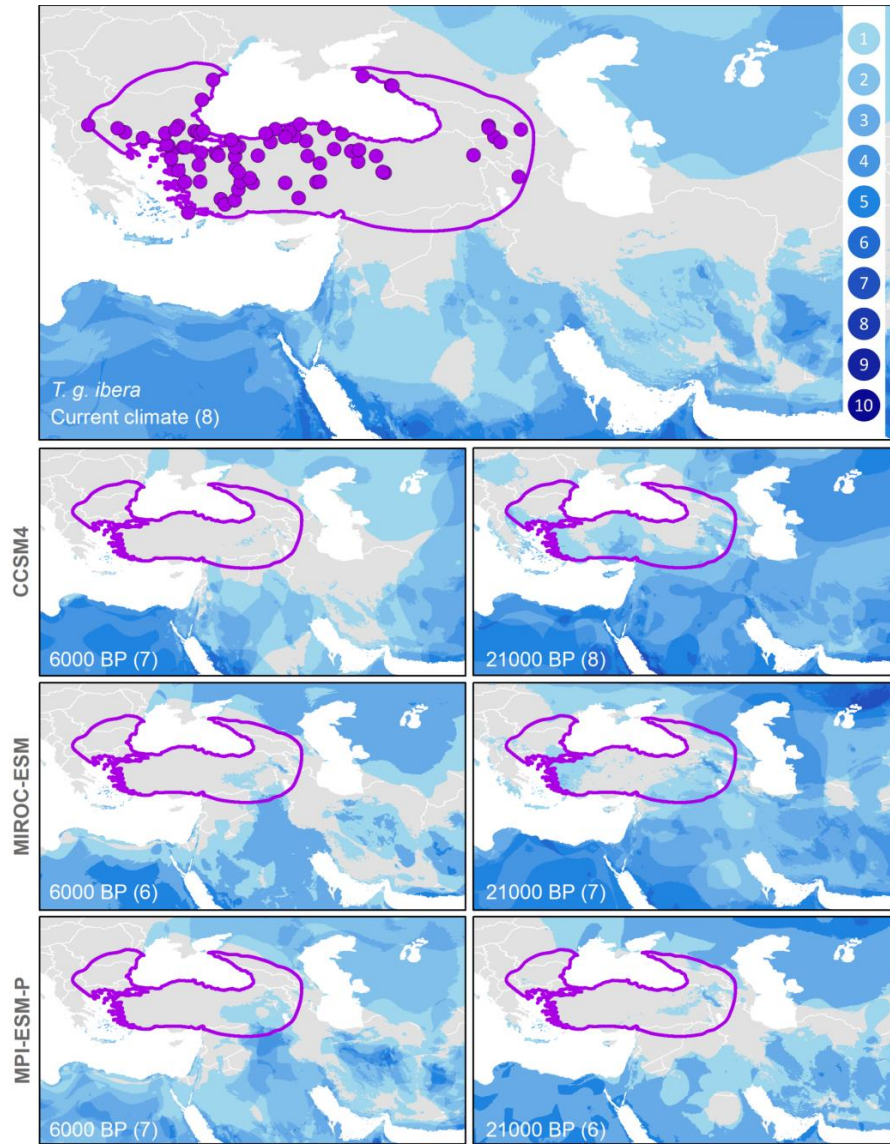 1
2
3
4
5
6
7
8
9
10
T. g. ibera
Current climate (8)
CCSM4
6000 BP (7)
21000 BP (8)
MIROC-ESM
6000 BP (6)
21000 BP (7)
MPI-ESM-P
6000 BP (7)
21000 BP (6)